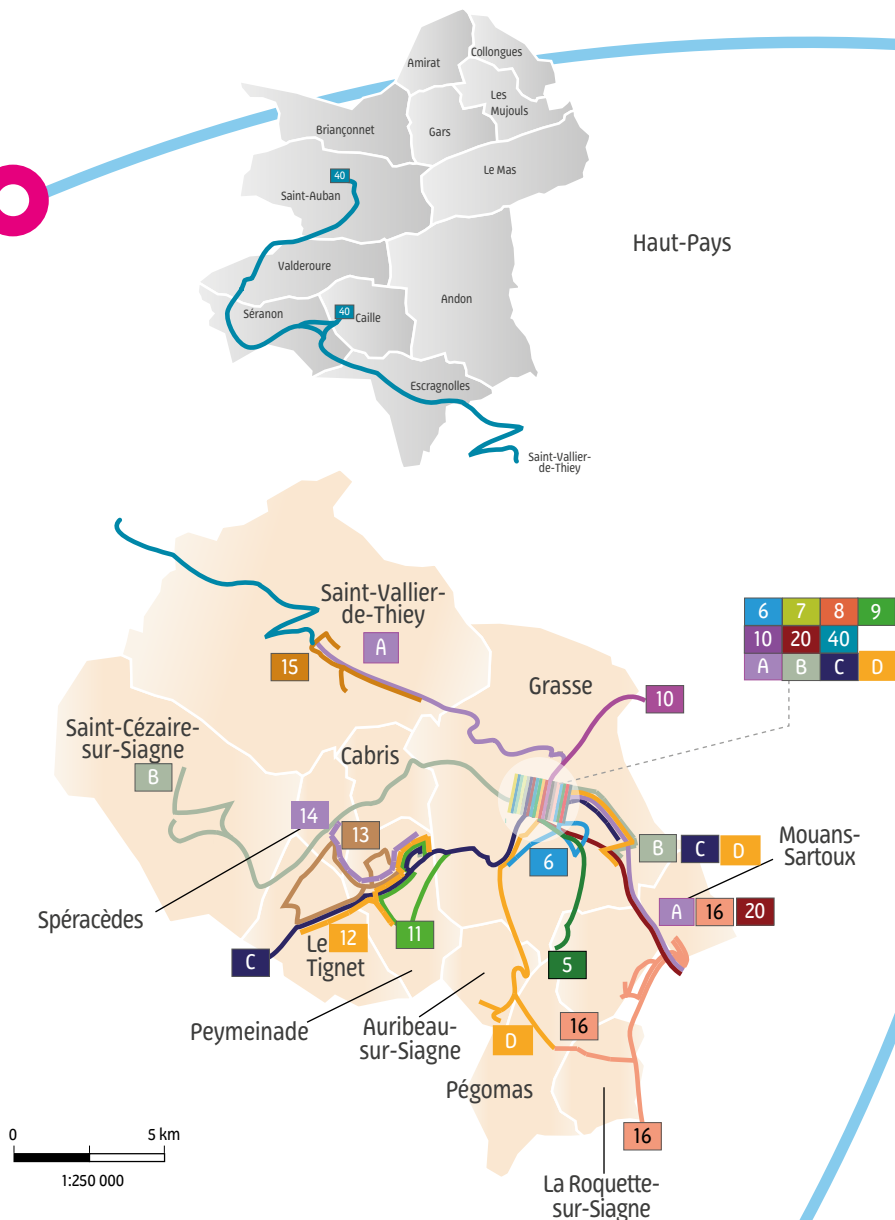 Collongues
Amirat
Les
Mujouls
Briançonnet
Gars
Le Mas
40
Saint-Auban
Haut-Pays
Valderoure
Andon
Séranon
40
Caille
Escragnolles
Saint-Vallier-
de-Thiey
Saint-Vallier-
de-Thiey
A
15
6 7 8 9
10 20 40
A B C D
Grasse
10
Saint-Cézaire-
sur-Siagne
B
Cabris
14
13
6
B C D
Mouans-
Sartoux
A 16 20
Spéracèdes
C
Le
Tignet
12
11
5
Peymeinade
Auribeau-
sur-Siagne
D
16
Pégomas
16
0 5 km
1:250 000
La Roquette-
sur-Siagne